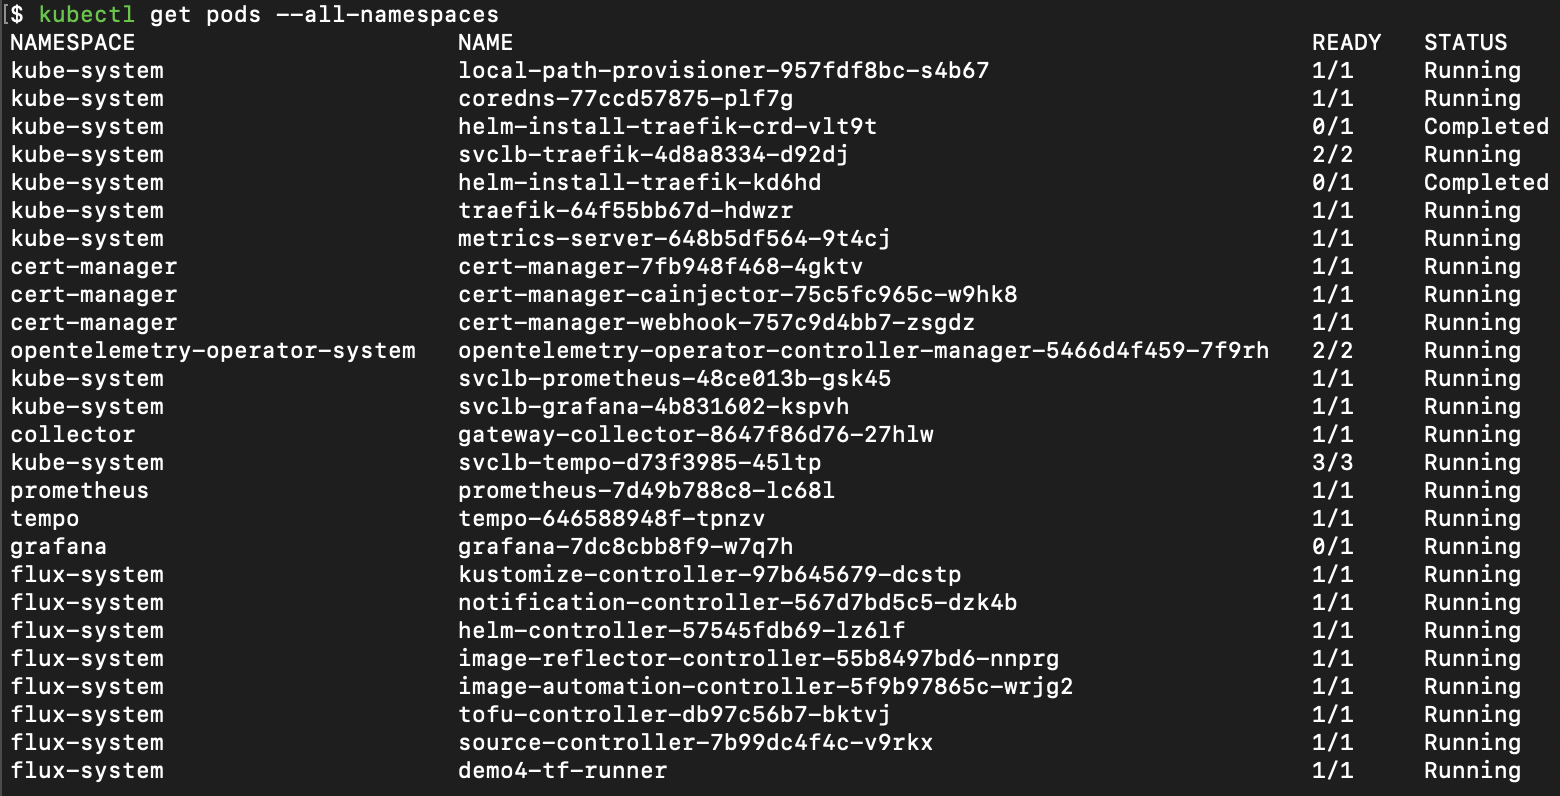 [$ kubectl get pods --all-namespaces
NAMESPACE NAME READY STATUS
kube-system local-path-provisioner-957fdf8bc-s4b67 1/1 Running
kube-system coredns-77ccd57875-plf7g 1/1 Running
kube-system helm-install-traefik-crd-vlt9t 0/1 Completed
kube-system svclb-traefik-4d8a8334-d92dj 2/2 Running
kube-system helm-install-traefik-kd6hd 0/1 Completed
kube-system traefik-64f55bb67d-hdwzr 1/1 Running
kube-system metrics-server-648b5df564-9t4cj 1/1 Running
cert-manager cert-manager-7fb948f468-4gktv 1/1 Running
cert-manager cert-manager-cainjector-75c5fc965c-w9hk8 1/1 Running
cert-manager cert-manager-webhook-757c9d4bb7-zsgdz 1/1 Running
opentelemetry-operator-system opentelemetry-operator-controller-manager-5466d4f459-7f9rh 2/2 Running
kube-system svclb-prometheus-48ce013b-gsk45 1/1 Running
kube-system svclb-grafana-4b831602-kspvh 1/1 Running
collector gateway-collector-8647f86d76-27hlw 1/1 Running
kube-system svclb-tempo-d73f3985-45ltp 3/3 Running
prometheus prometheus-7d49b788c8-lc68l 1/1 Running
tempo tempo-646588948f-tpnzv 1/1 Running
grafana grafana-7dc8cbb8f9-w7q7h 0/1 Running
flux-system kustomize-controller-97b645679-dcstp 1/1 Running
flux-system notification-controller-567d7bd5c5-dzk4b 1/1 Running
flux-system helm-controller-57545fdb69-lz6lf 1/1 Running
flux-system image-reflector-controller-55b8497bd6-nnprg 1/1 Running
flux-system image-automation-controller-5f9b97865c-wrjg2 1/1 Running
flux-system tofu-controller-db97c56b7-bktvj 1/1 Running
flux-system source-controller-7b99dc4f4c-v9rkx 1/1 Running
flux-system demo4-tf-runner 1/1 Running